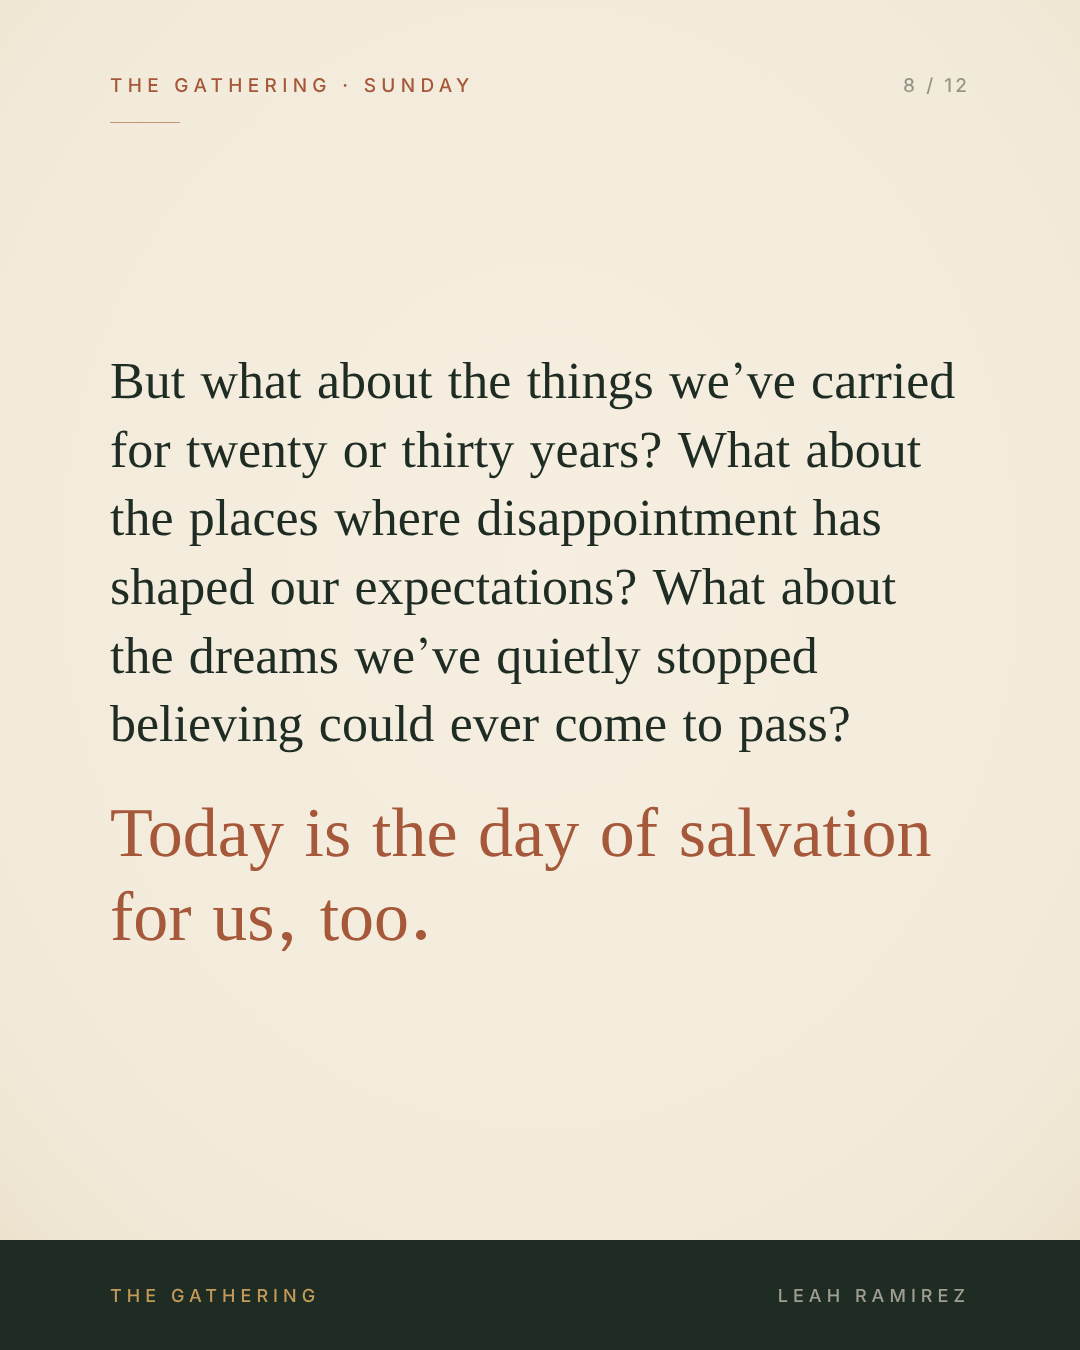 THE GATHERING · SUNDAY
8 / 12
But what about the things we’ve carried
for twenty or thirty years? What about
the places where disappointment has
shaped our expectations? What about
the dreams we’ve quietly stopped
believing could ever come to pass?
Today is the day of salvation
for us, too.
THE GATHERING
LEAH RAMIREZ